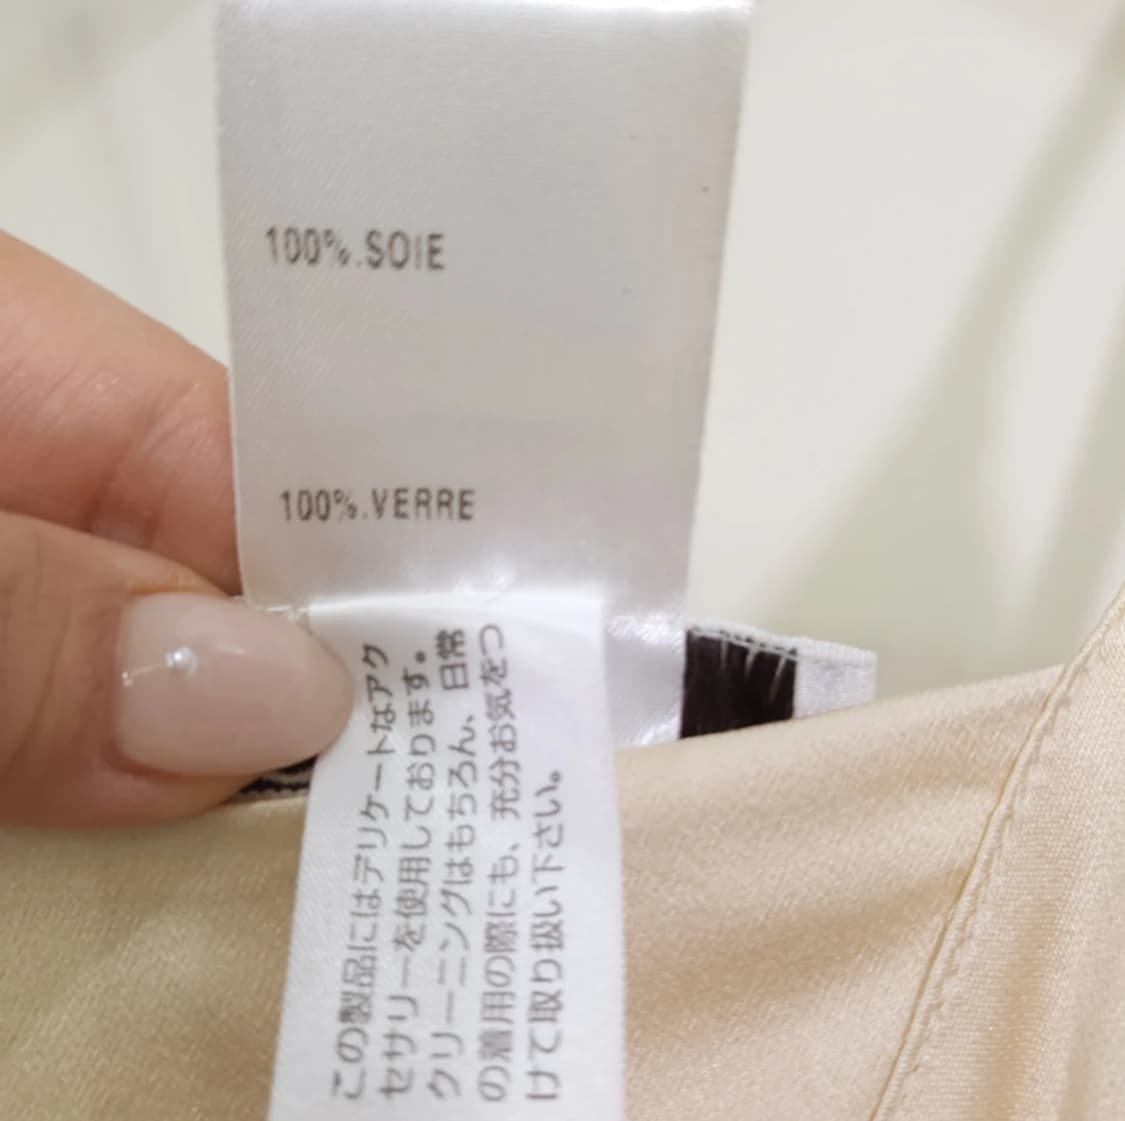 100%.SOIE
100%.VERRE
この製品にはデリケートなアク
セサリーを使用しております。
クリーニングはもちろん、日常
の着用の際にも、充分お気をつ
けて取り扱い下さい。